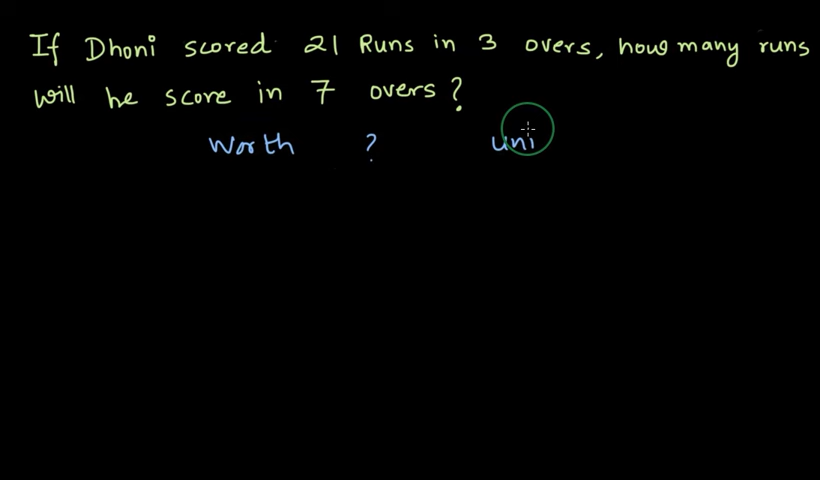 If Dhoni scored 21 Runs in 3 overs, how many runs
will he score in 7 overs?
Worth ? uni